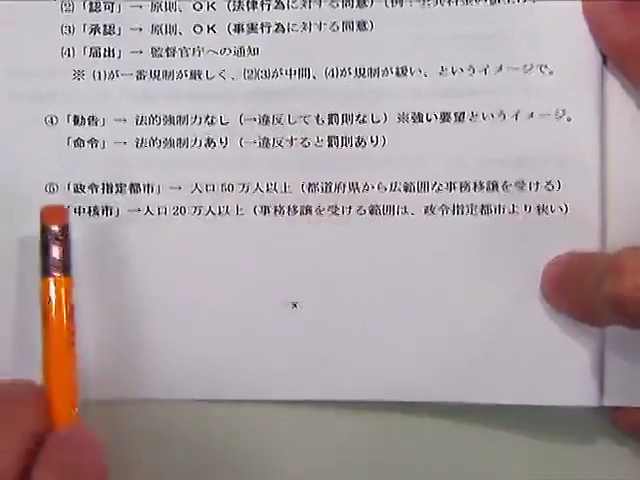 (2)「認可」→ 原則、OK(法律行為に対する同意)
(3)「承認」→ 原則、OK(事実行為に対する同意)
(4)「届出」→ 監督官庁への通知
※ (1)が一番規制が厳しく、(2)(3)が中間、(4)が規制が緩い、というイメージで。
④「勧告」→ 法的強制力なし(→違反しても罰則なし)※強い要望というイメージ。
「命令」→ 法的強制力あり(→違反すると罰則あり)
⑤「政令指定都市」→ 人口50万人以上(都道府県から広範囲な事務移譲を受ける)
「中核市」→人口20万人以上(事務移譲を受ける範囲は、政令指定都市より狭い)